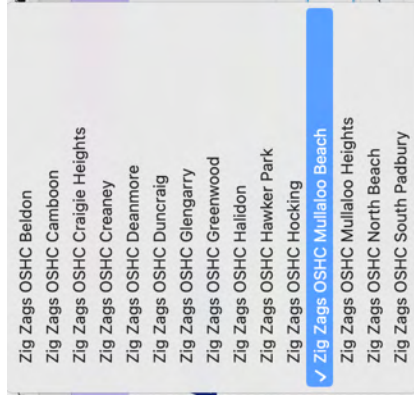 Zig Zags OSHC Beldon
Zig Zags OSHC Camboon
Zig Zags OSHC Craigie Heights
Zig Zags OSHC Creaney
Zig Zags OSHC Deanmore
Zig Zags OSHC Duncraig
Zig Zags OSHC Glengarry
Zig Zags OSHC Greenwood
Zig Zags OSHC Halidon
Zig Zags OSHC Hawker Park
Zig Zags OSHC Hocking
✓ Zig Zags OSHC Mullaloo Beach
Zig Zags OSHC Mullaloo Heights
Zig Zags OSHC North Beach
Zig Zags OSHC South Padbury